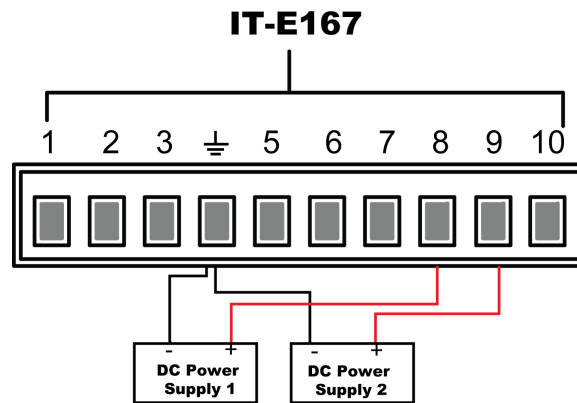 IT-E167
1 2 3 5 6 7 8 9 10
- + - +
DC Power DC Power
Supply 1 Supply 2